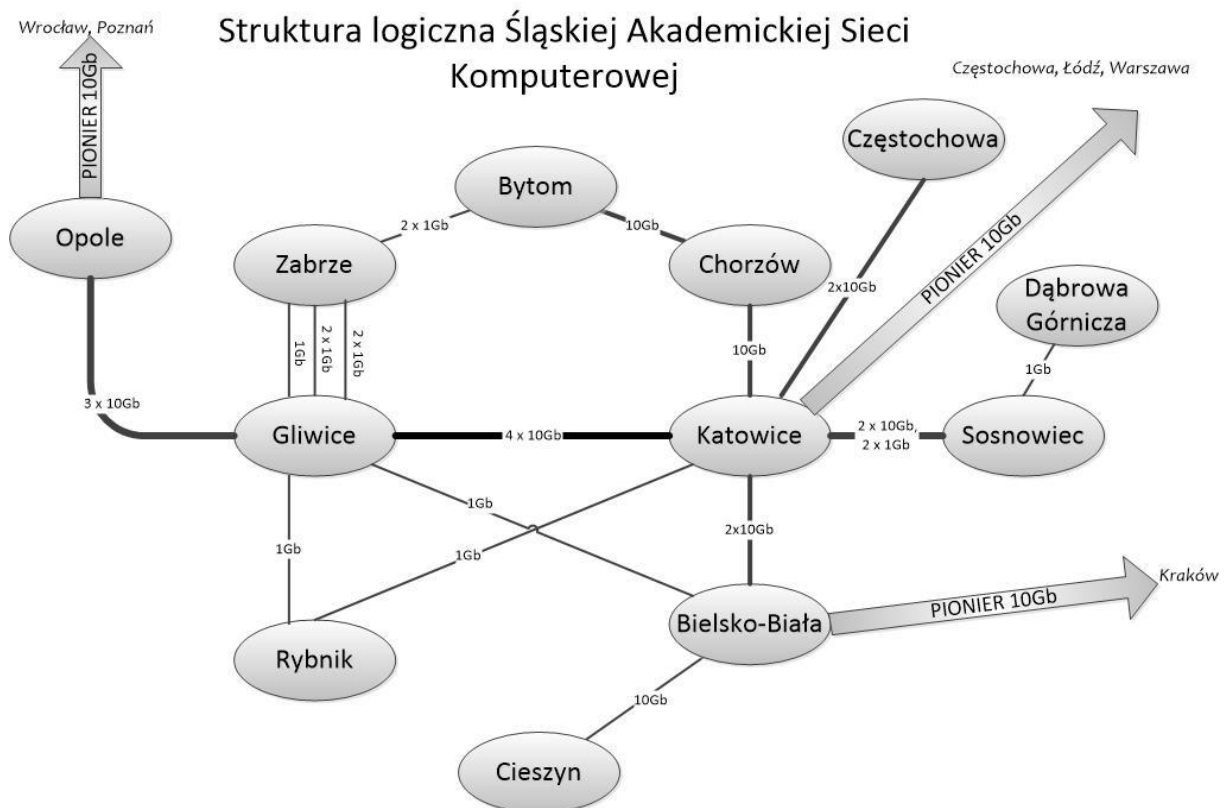 Struktura logiczna Śląskiej Akademickiej Sieci
Komputerowej
Wrocław, Poznań
PIONIER 10Gb
Częstochowa, Łódź, Warszawa
PIONIER 10Gb
Częstochowa
Bytom
Opole
Zabrze
2 x 1Gb
10Gb
Chorzów
2x10Gb
Dąbrowa
Górnicza
1Gb
2 x 1Gb
2 x 1Gb
10Gb
1Gb
3 x 10Gb
Gliwice
4 x 10Gb
Katowice
2 x 10Gb,
2 x 1Gb
Sosnowiec
1Gb
1Gb
1Gb
2x10Gb
Kraków
PIONIER 10Gb
Bielsko-Biała
Rybnik
10Gb
Cieszyn